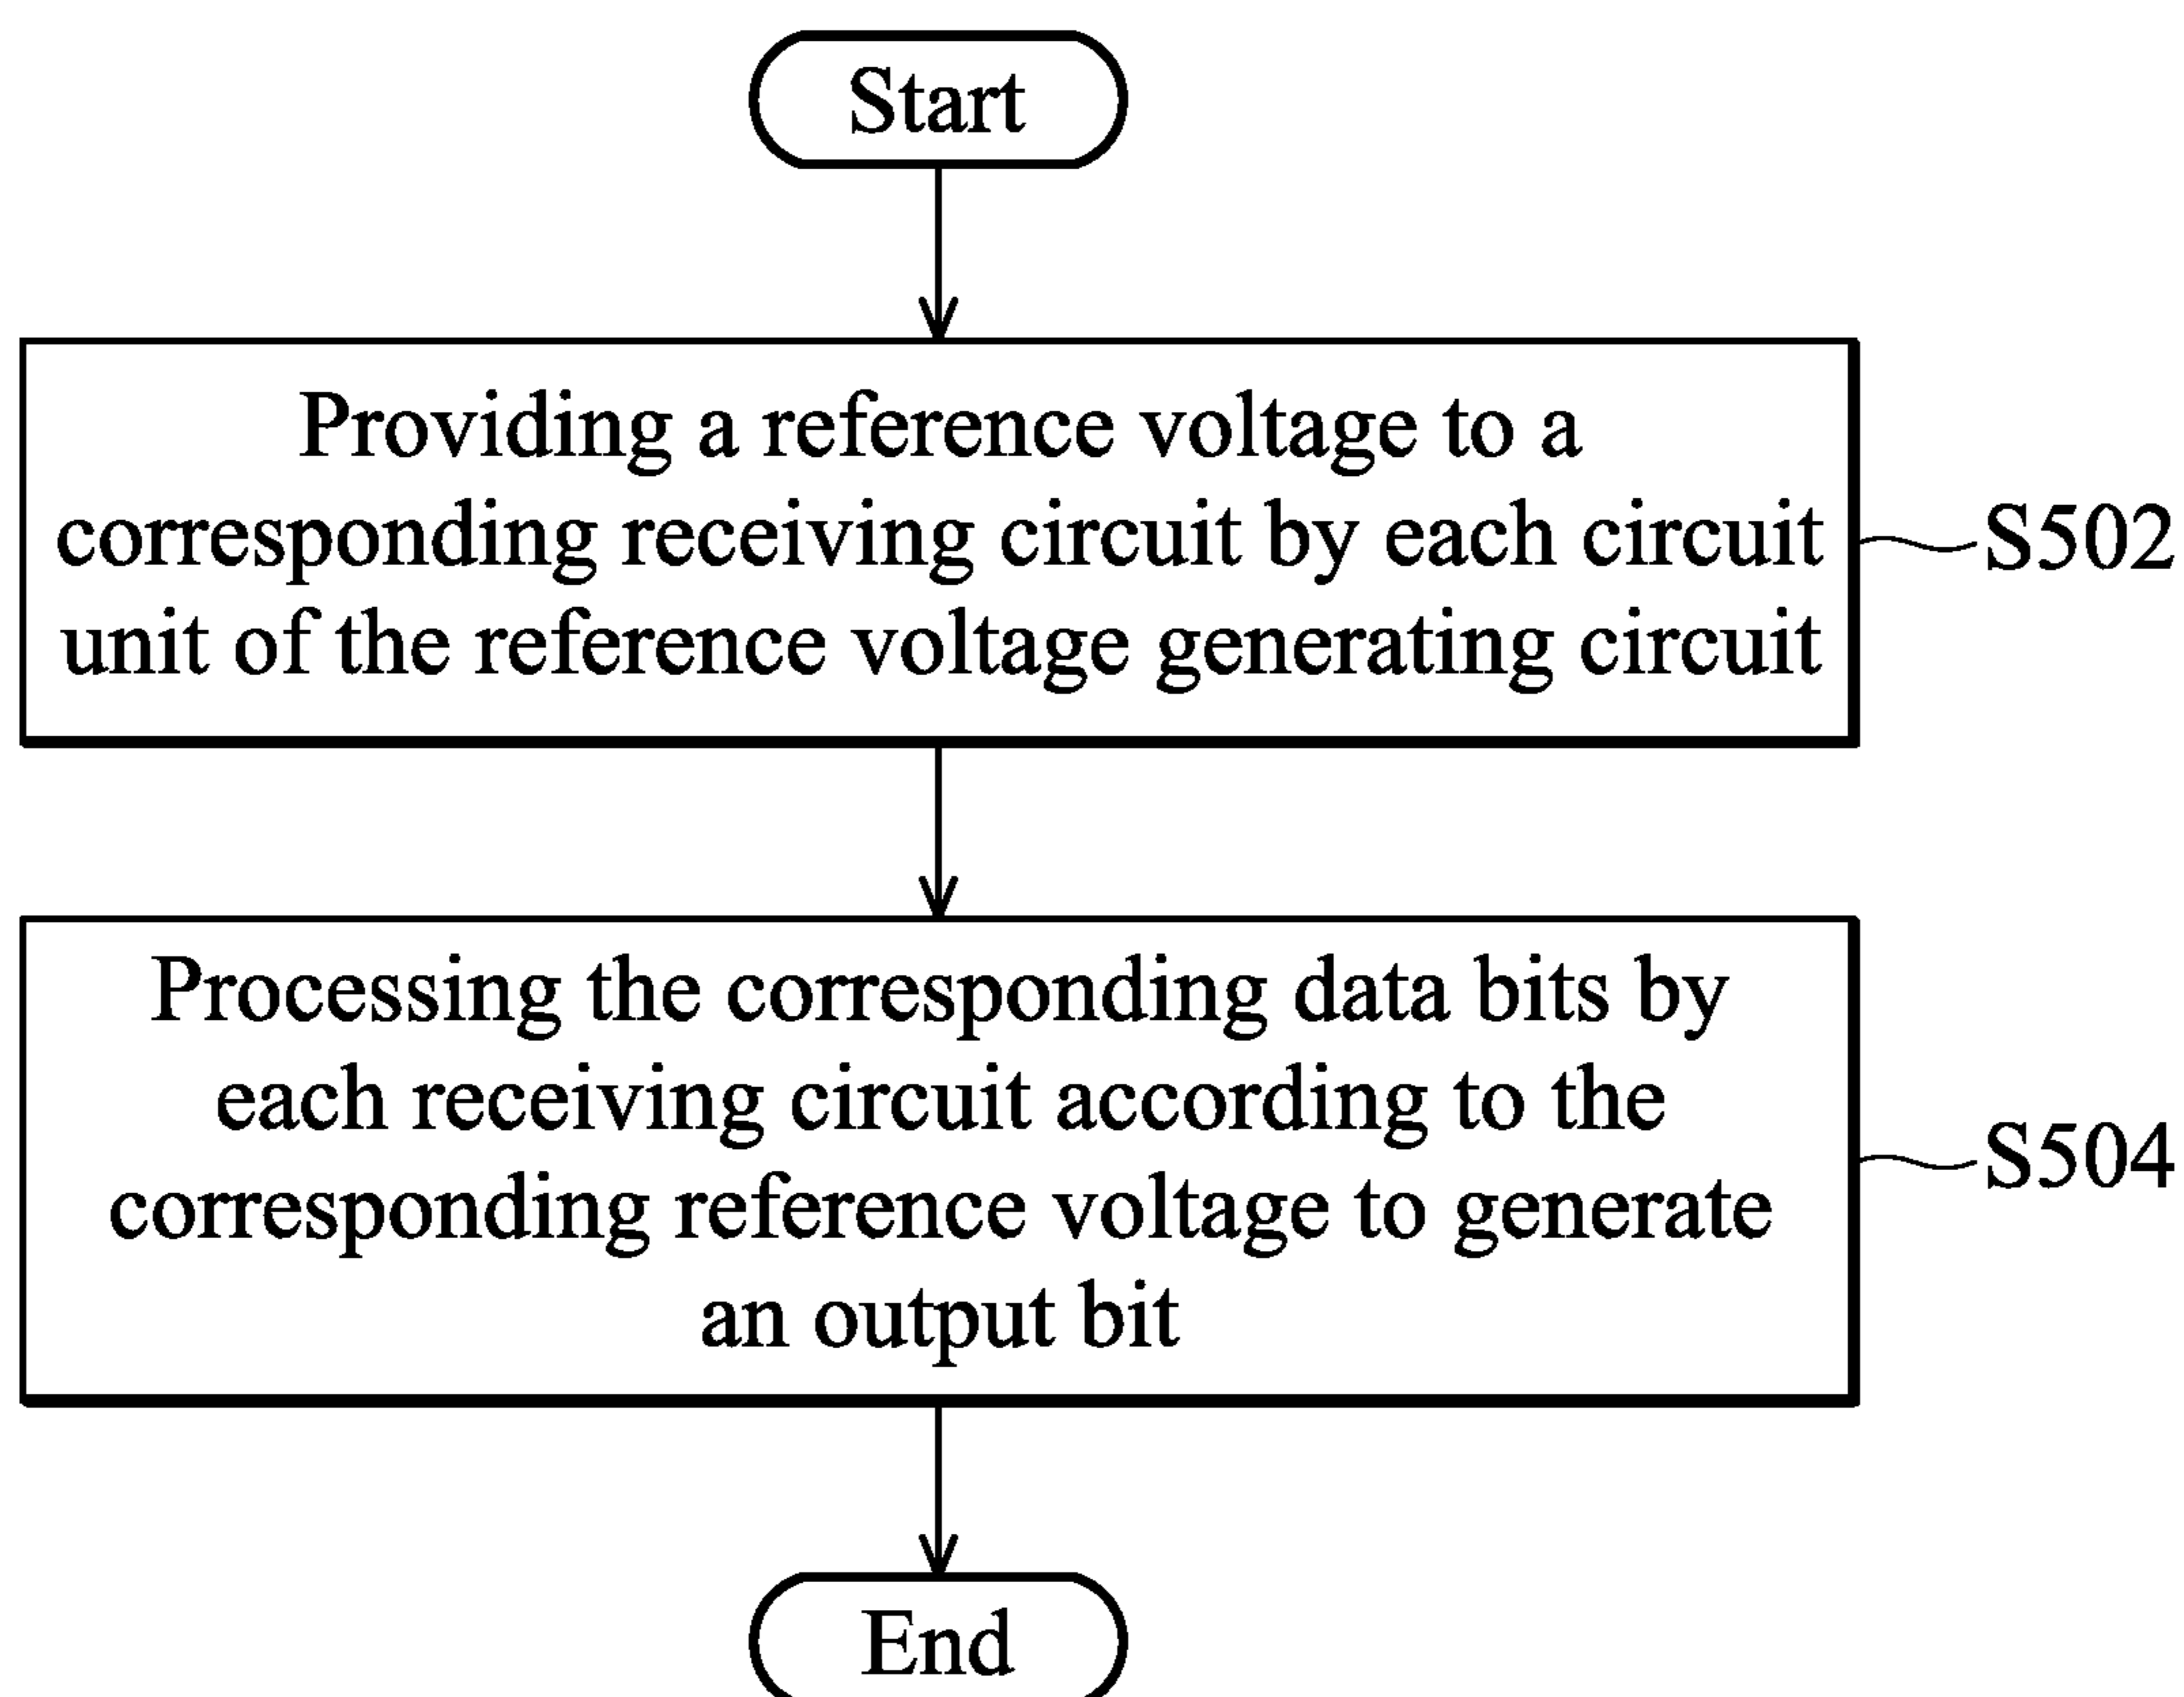 Start
Providing a reference voltage to a
corresponding receiving circuit by each circuit
unit of the reference voltage generating circuit
S502
Processing the corresponding data bits by
each receiving circuit according to the
corresponding reference voltage to generate
an output bit
S504
End